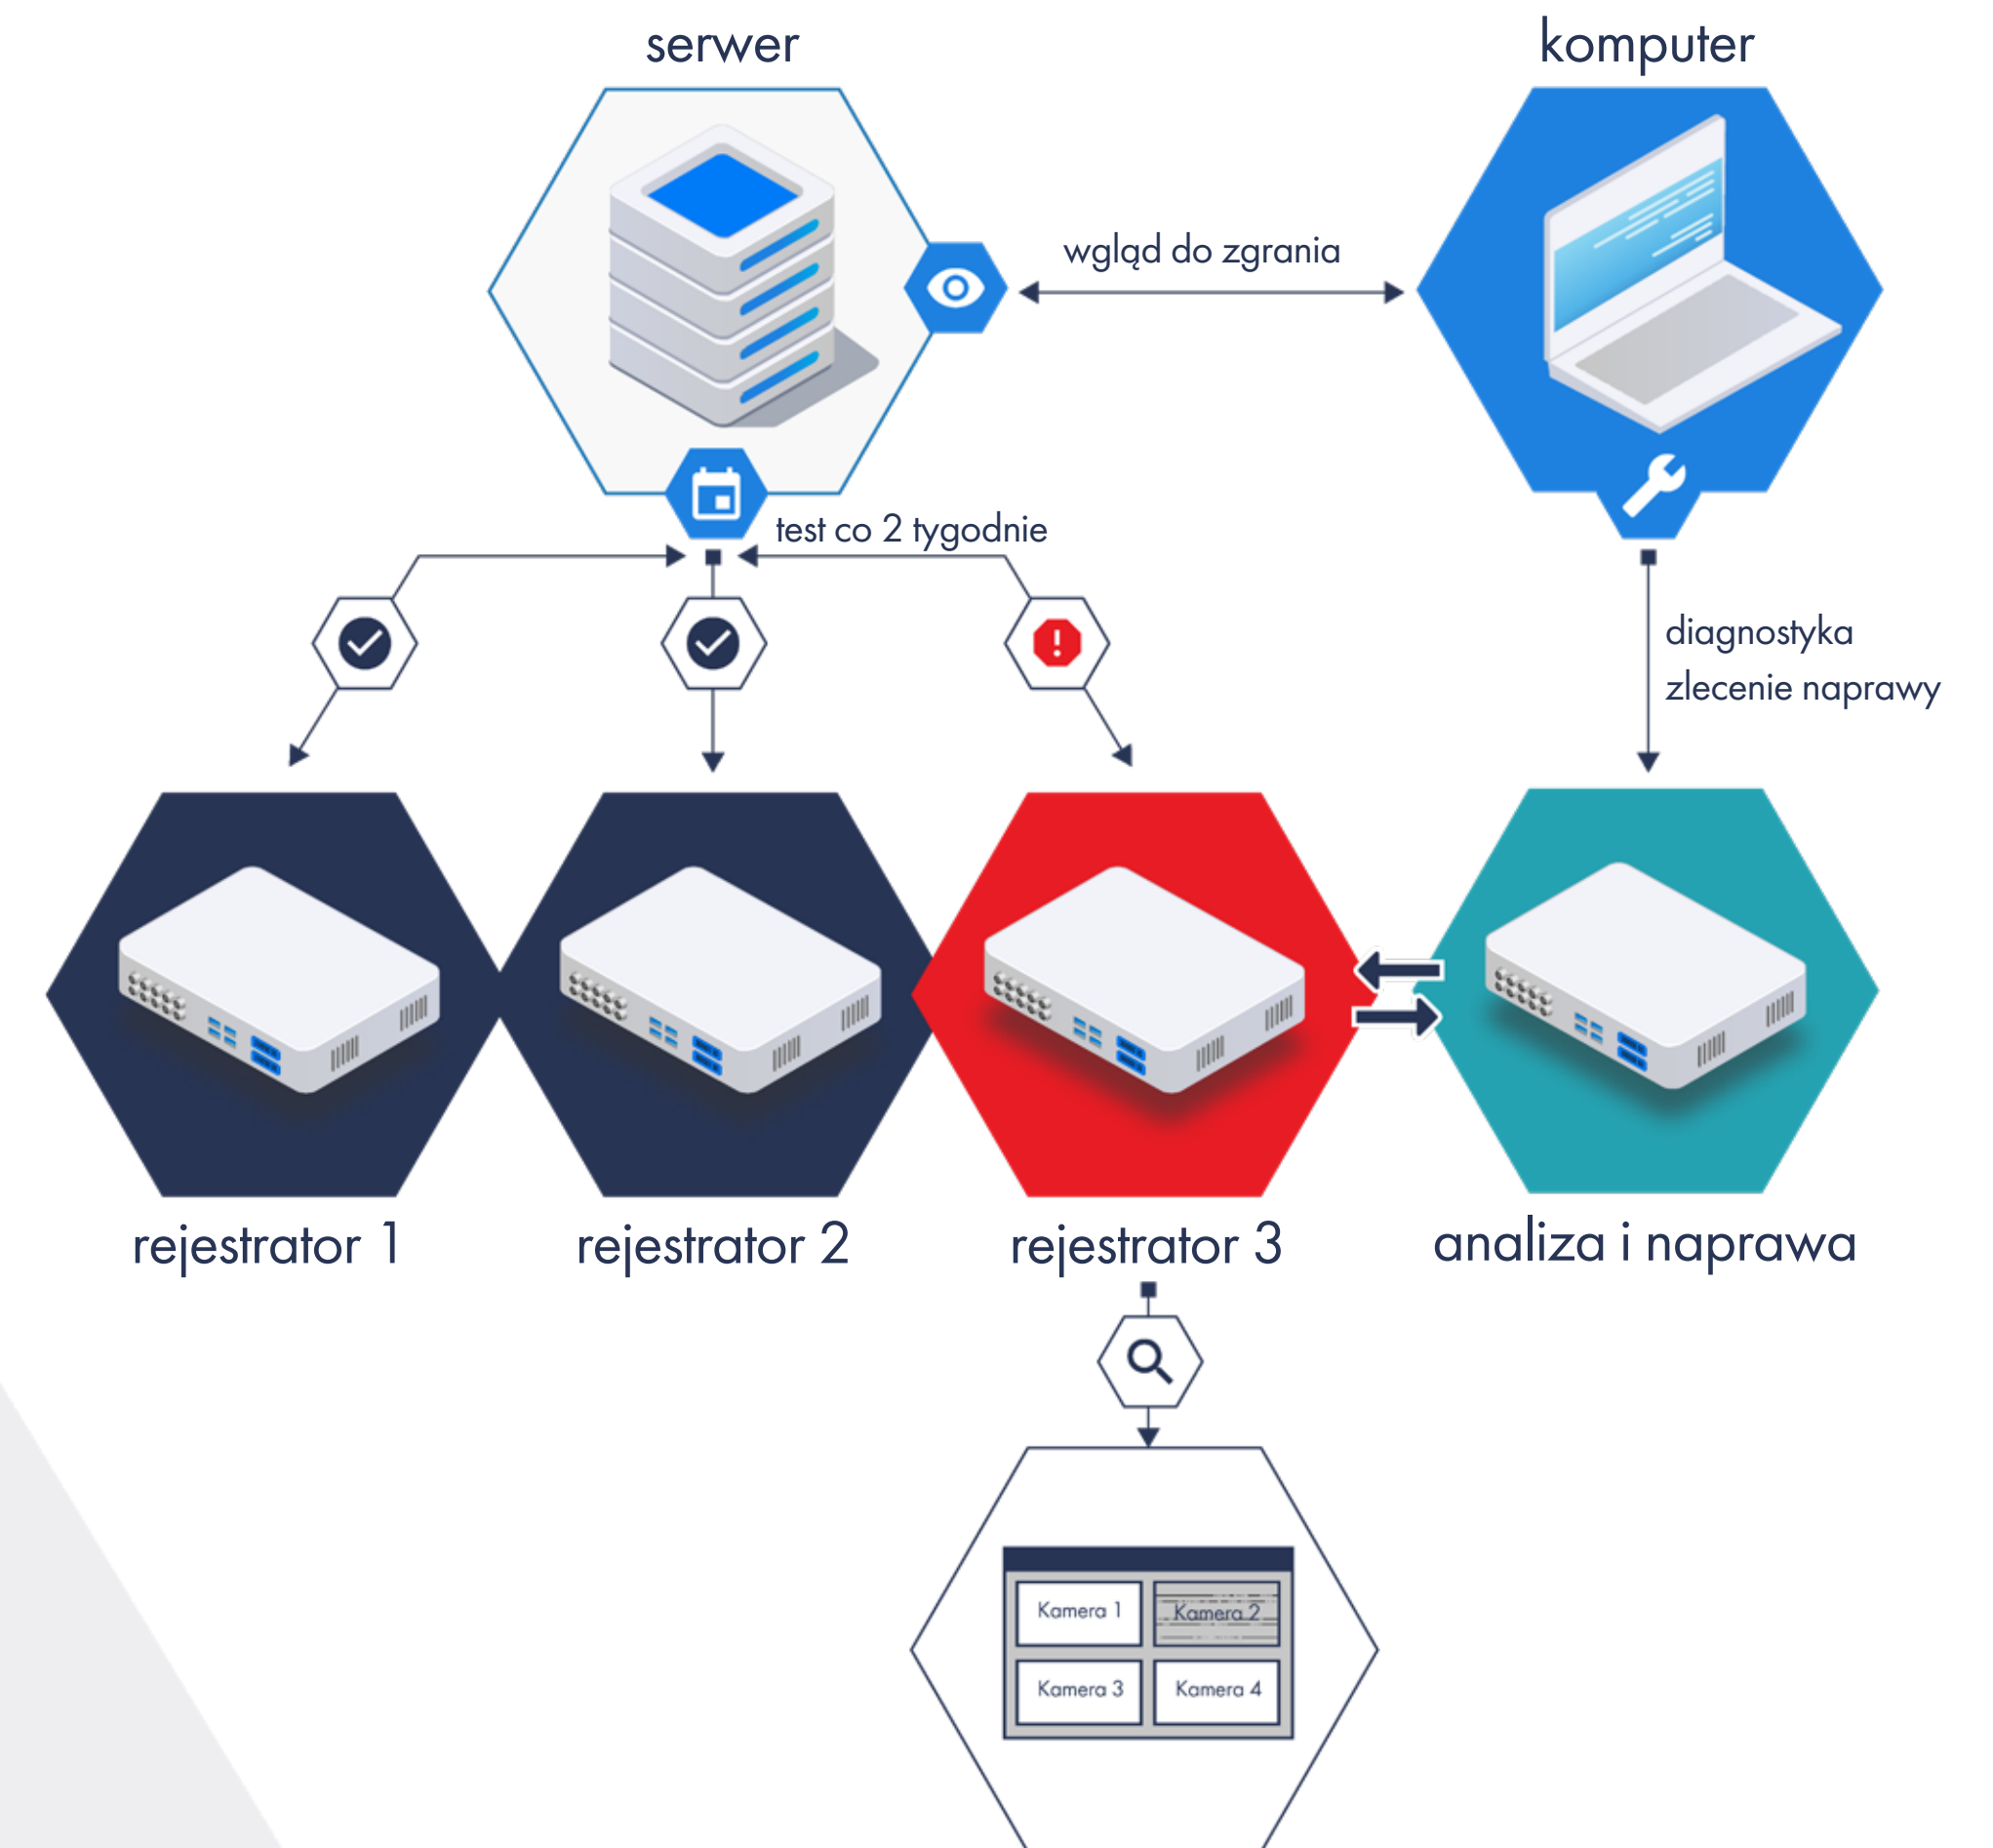 serwer
komputer
wgląd do zgrania
test co 2 tygodnie
diagnostyka
zlecenie naprawy
rejestrator 1
rejestrator 2
rejestrator 3
analiza i naprawa
Kamera 1
Kamera 2
Kamera 3
Kamera 4